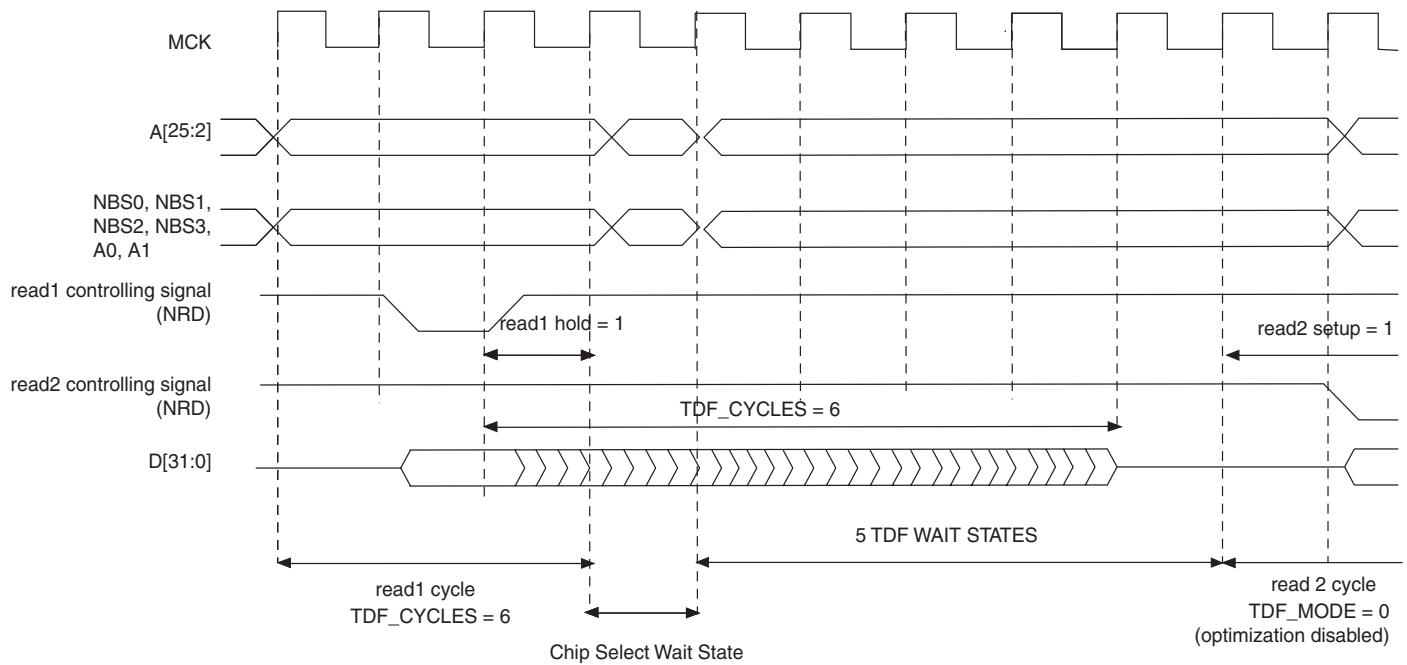 MCK
A[25:2]
NBS0, NBS1,
NBS2, NBS3,
A0, A1
read1 controlling signal
(NRD)
read1 hold = 1
read2 setup = 1
read2 controlling signal
(NRD)
TDF_CYCLES = 6
D[31:0]
5 TDF WAIT STATES
read1 cycle
TDF_CYCLES = 6
Chip Select Wait State
read 2 cycle
TDF_MODE = 0
(optimization disabled)